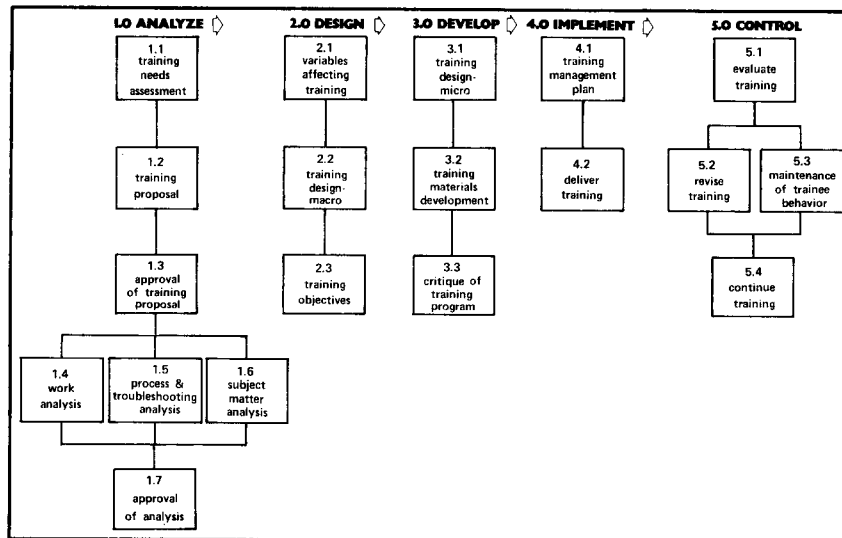 1.0 ANALYZE
2.0 DESIGN
3.0 DEVELOP
4.0 IMPLEMENT
5.0 CONTROL
1.1
training
needs
assessment
1.2
training
proposal
1.3
approval
of training
proposal
1.4
work
analysis
1.5
process &
troubleshooting
analysis
1.6
subject
matter
analysis
1.7
approval
of analysis
2.1
variables
affecting
training
2.2
training
design-
macro
2.3
training
objectives
3.1
training
design-
micro
3.2
training
materials
development
3.3
critique of
training
program
4.1
training
management
plan
4.2
deliver
training
5.1
evaluate
training
5.2
revise
training
5.3
maintenance
of trainee
behavior
5.4
continue
training